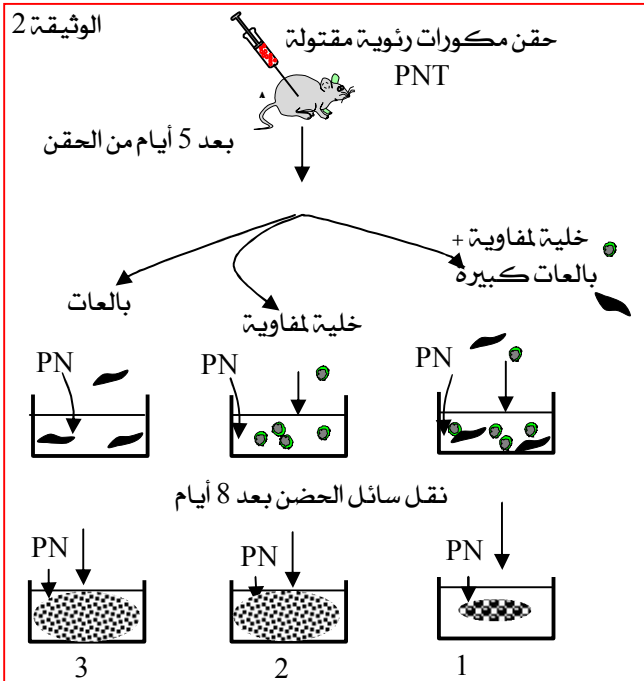 الوثيقة 2
حقن مكورات رئوية مقتولة
PNT
بعد 5 أيام من الحقن
خلية لمفاوية +
بالعات كبيرة
خلية لمفاوية
بالعات
PN
PN
PN
نقل سائل الحضن بعد 8 أيام
PN
PN
PN
1
2
3